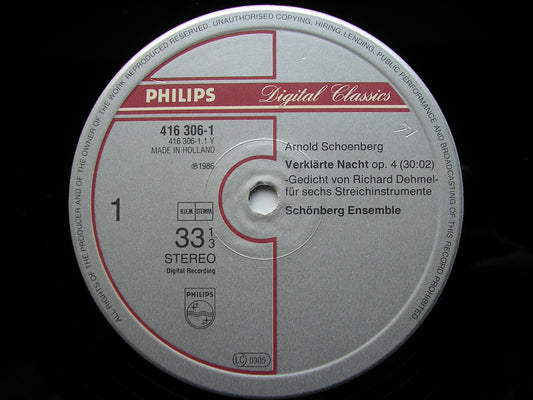 ALL RIGHTS OF THE PRODUCER AND OF THE OWNER OF THE WORK REPRODUCED RESERVED UNAUTHORISED COPYING, HIRING, LENDING, PUBLIC PERFORMANCE AND BROADCASTING OF THIS RECORD PROHIBITED
PHILIPS
Digital Classics
416 306-1
416 306-1.1 Y
MADE IN HOLLAND
℗1986
Arnold Schoenberg
Verklärte Nacht op. 4 (30:02)
-Gedicht von Richard Dehmel-
für sechs Streichinstrumente
Schönberg Ensemble
1
B.I.E.M. STEMRA
33 1/3
STEREO
Digital Recording
PHILIPS
LC 0305